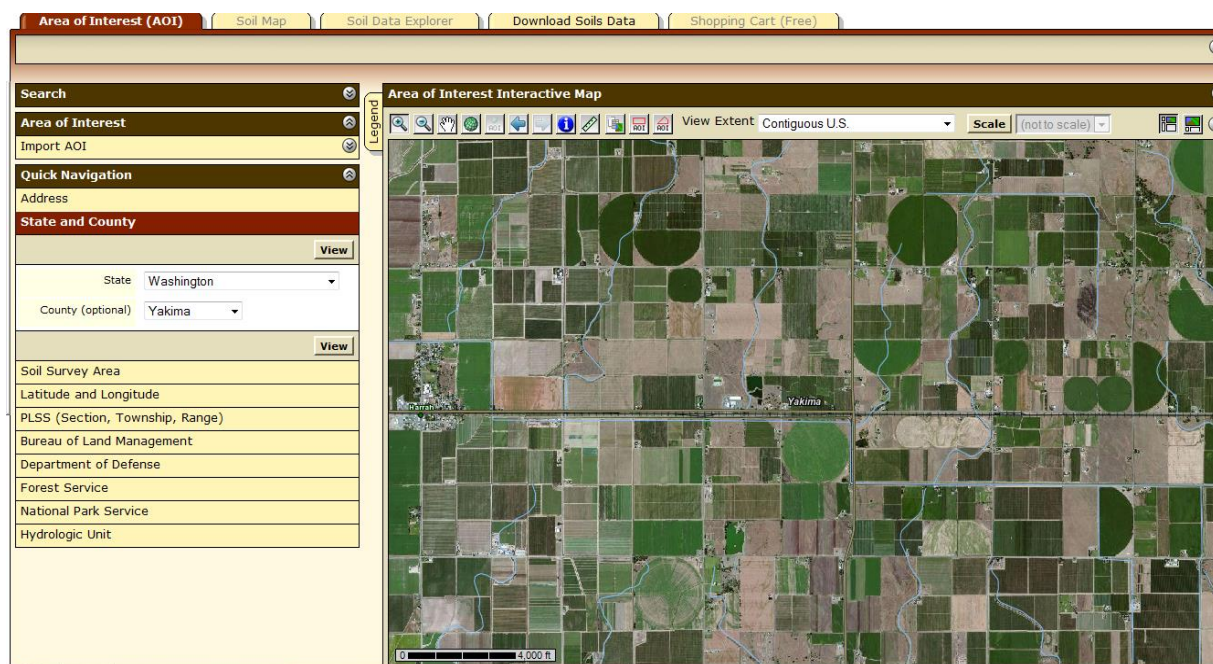 Area of Interest (AOI) Soil Map Soil Data Explorer Download Soils Data Shopping Cart (Free)
Search
Area of Interest
Import AOI
Quick Navigation
Address
State and County
View
State Washington
County (optional) Yakima
View
Soil Survey Area
Latitude and Longitude
PLSS (Section, Township, Range)
Bureau of Land Management
Department of Defense
Forest Service
National Park Service
Hydrologic Unit
Legend
Area of Interest Interactive Map
AOI AOI AOI View Extent Contiguous U.S. Scale (not to scale)
Yakima
Harrah
0 4,000 ft